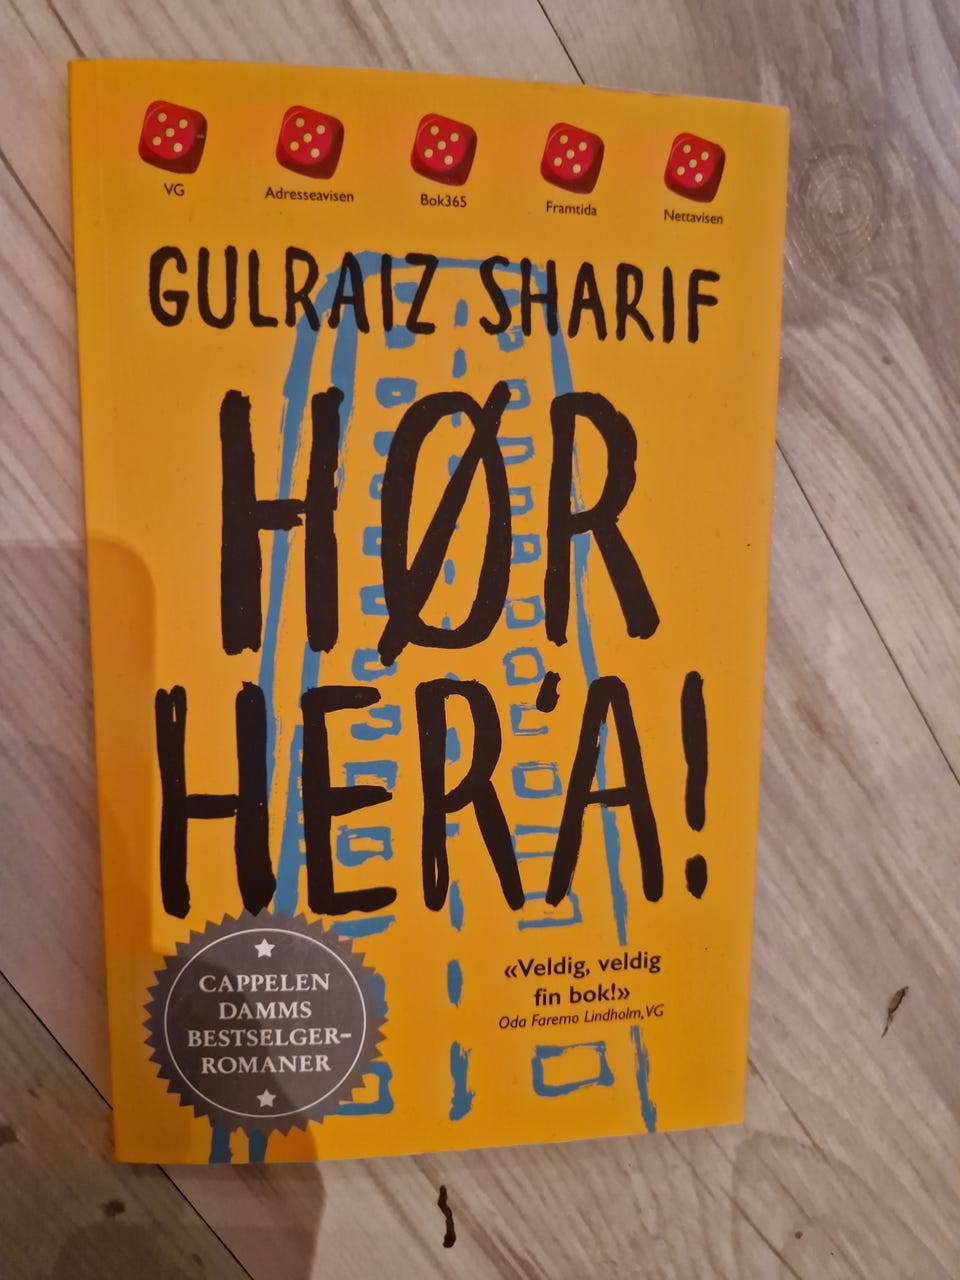 VG
Adresseavisen
Bok365
Framtida
Nettavisen
GULRAIZ SHARIF
HØR
HER'A!
CAPPELEN
DAMMS
BESTSELGER-
ROMANER
«Veldig, veldig
fin bok!»
Oda Faremo Lindholm, VG